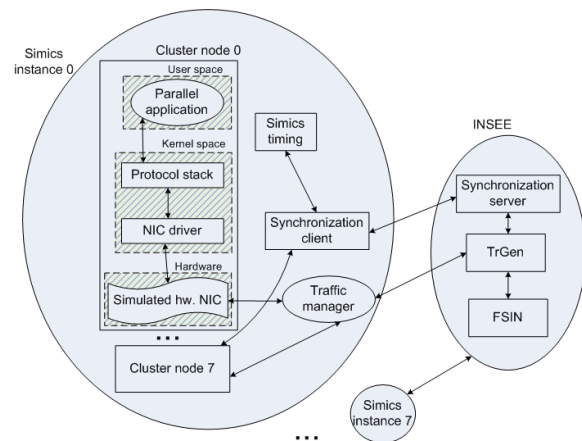 Simics
instance 0
Cluster node 0
User space
Parallel
application
Kernel space
Protocol stack
NIC driver
Hardware
Simulated hw. NIC
...
Cluster node 7
Simics
timing
Synchronization
client
Traffic
manager
INSEE
Synchronization
server
TrGen
FSIN
Simics
instance 7
...